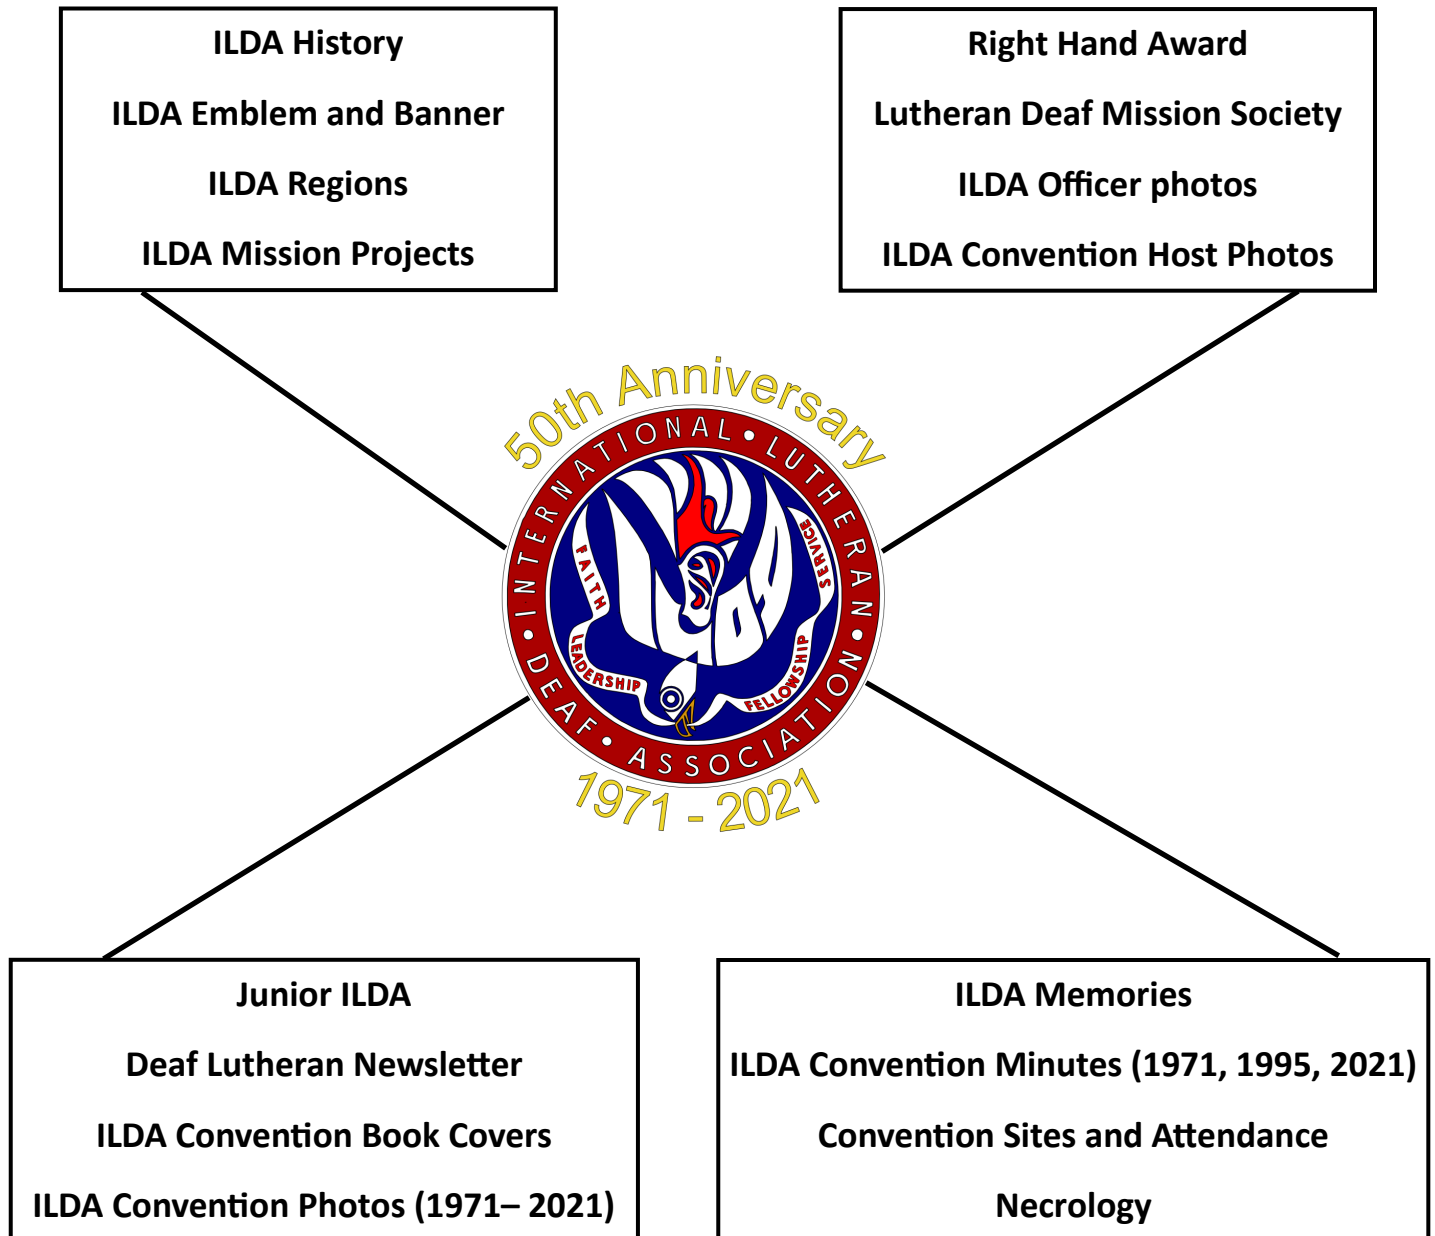 ILDA History
ILDA Emblem and Banner
ILDA Regions
ILDA Mission Projects
Right Hand Award
Lutheran Deaf Mission Society
ILDA Officer photos
ILDA Convention Host Photos
50th Anniversary
INTERNATIONAL • LUTHERAN • DEAF • ASSOCIATION
ILDA
FAITH
LEADERSHIP
FELLOWSHIP
SERVICE
1971 - 2021
Junior ILDA
Deaf Lutheran Newsletter
ILDA Convention Book Covers
ILDA Convention Photos (1971– 2021)
ILDA Memories
ILDA Convention Minutes (1971, 1995, 2021)
Convention Sites and Attendance
Necrology